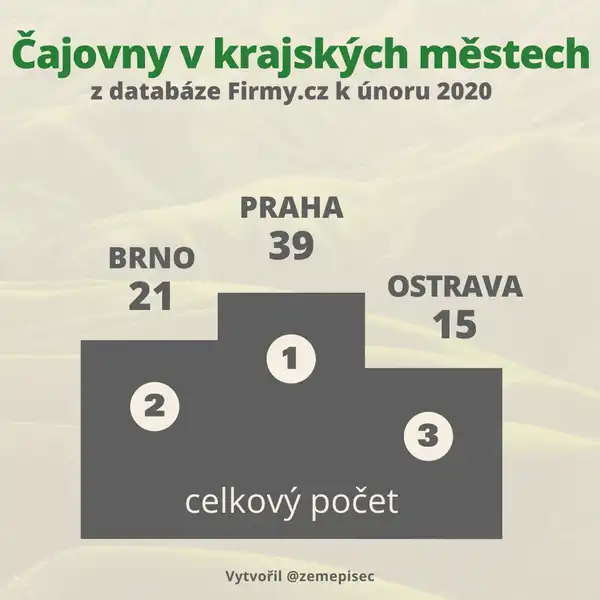 Čajovny v krajských městech
z databáze Firmy.cz k únoru 2020
PRAHA
39
BRNO
21
OSTRAVA
15
1
2
3
celkový počet
Vytvořil @zemepisec